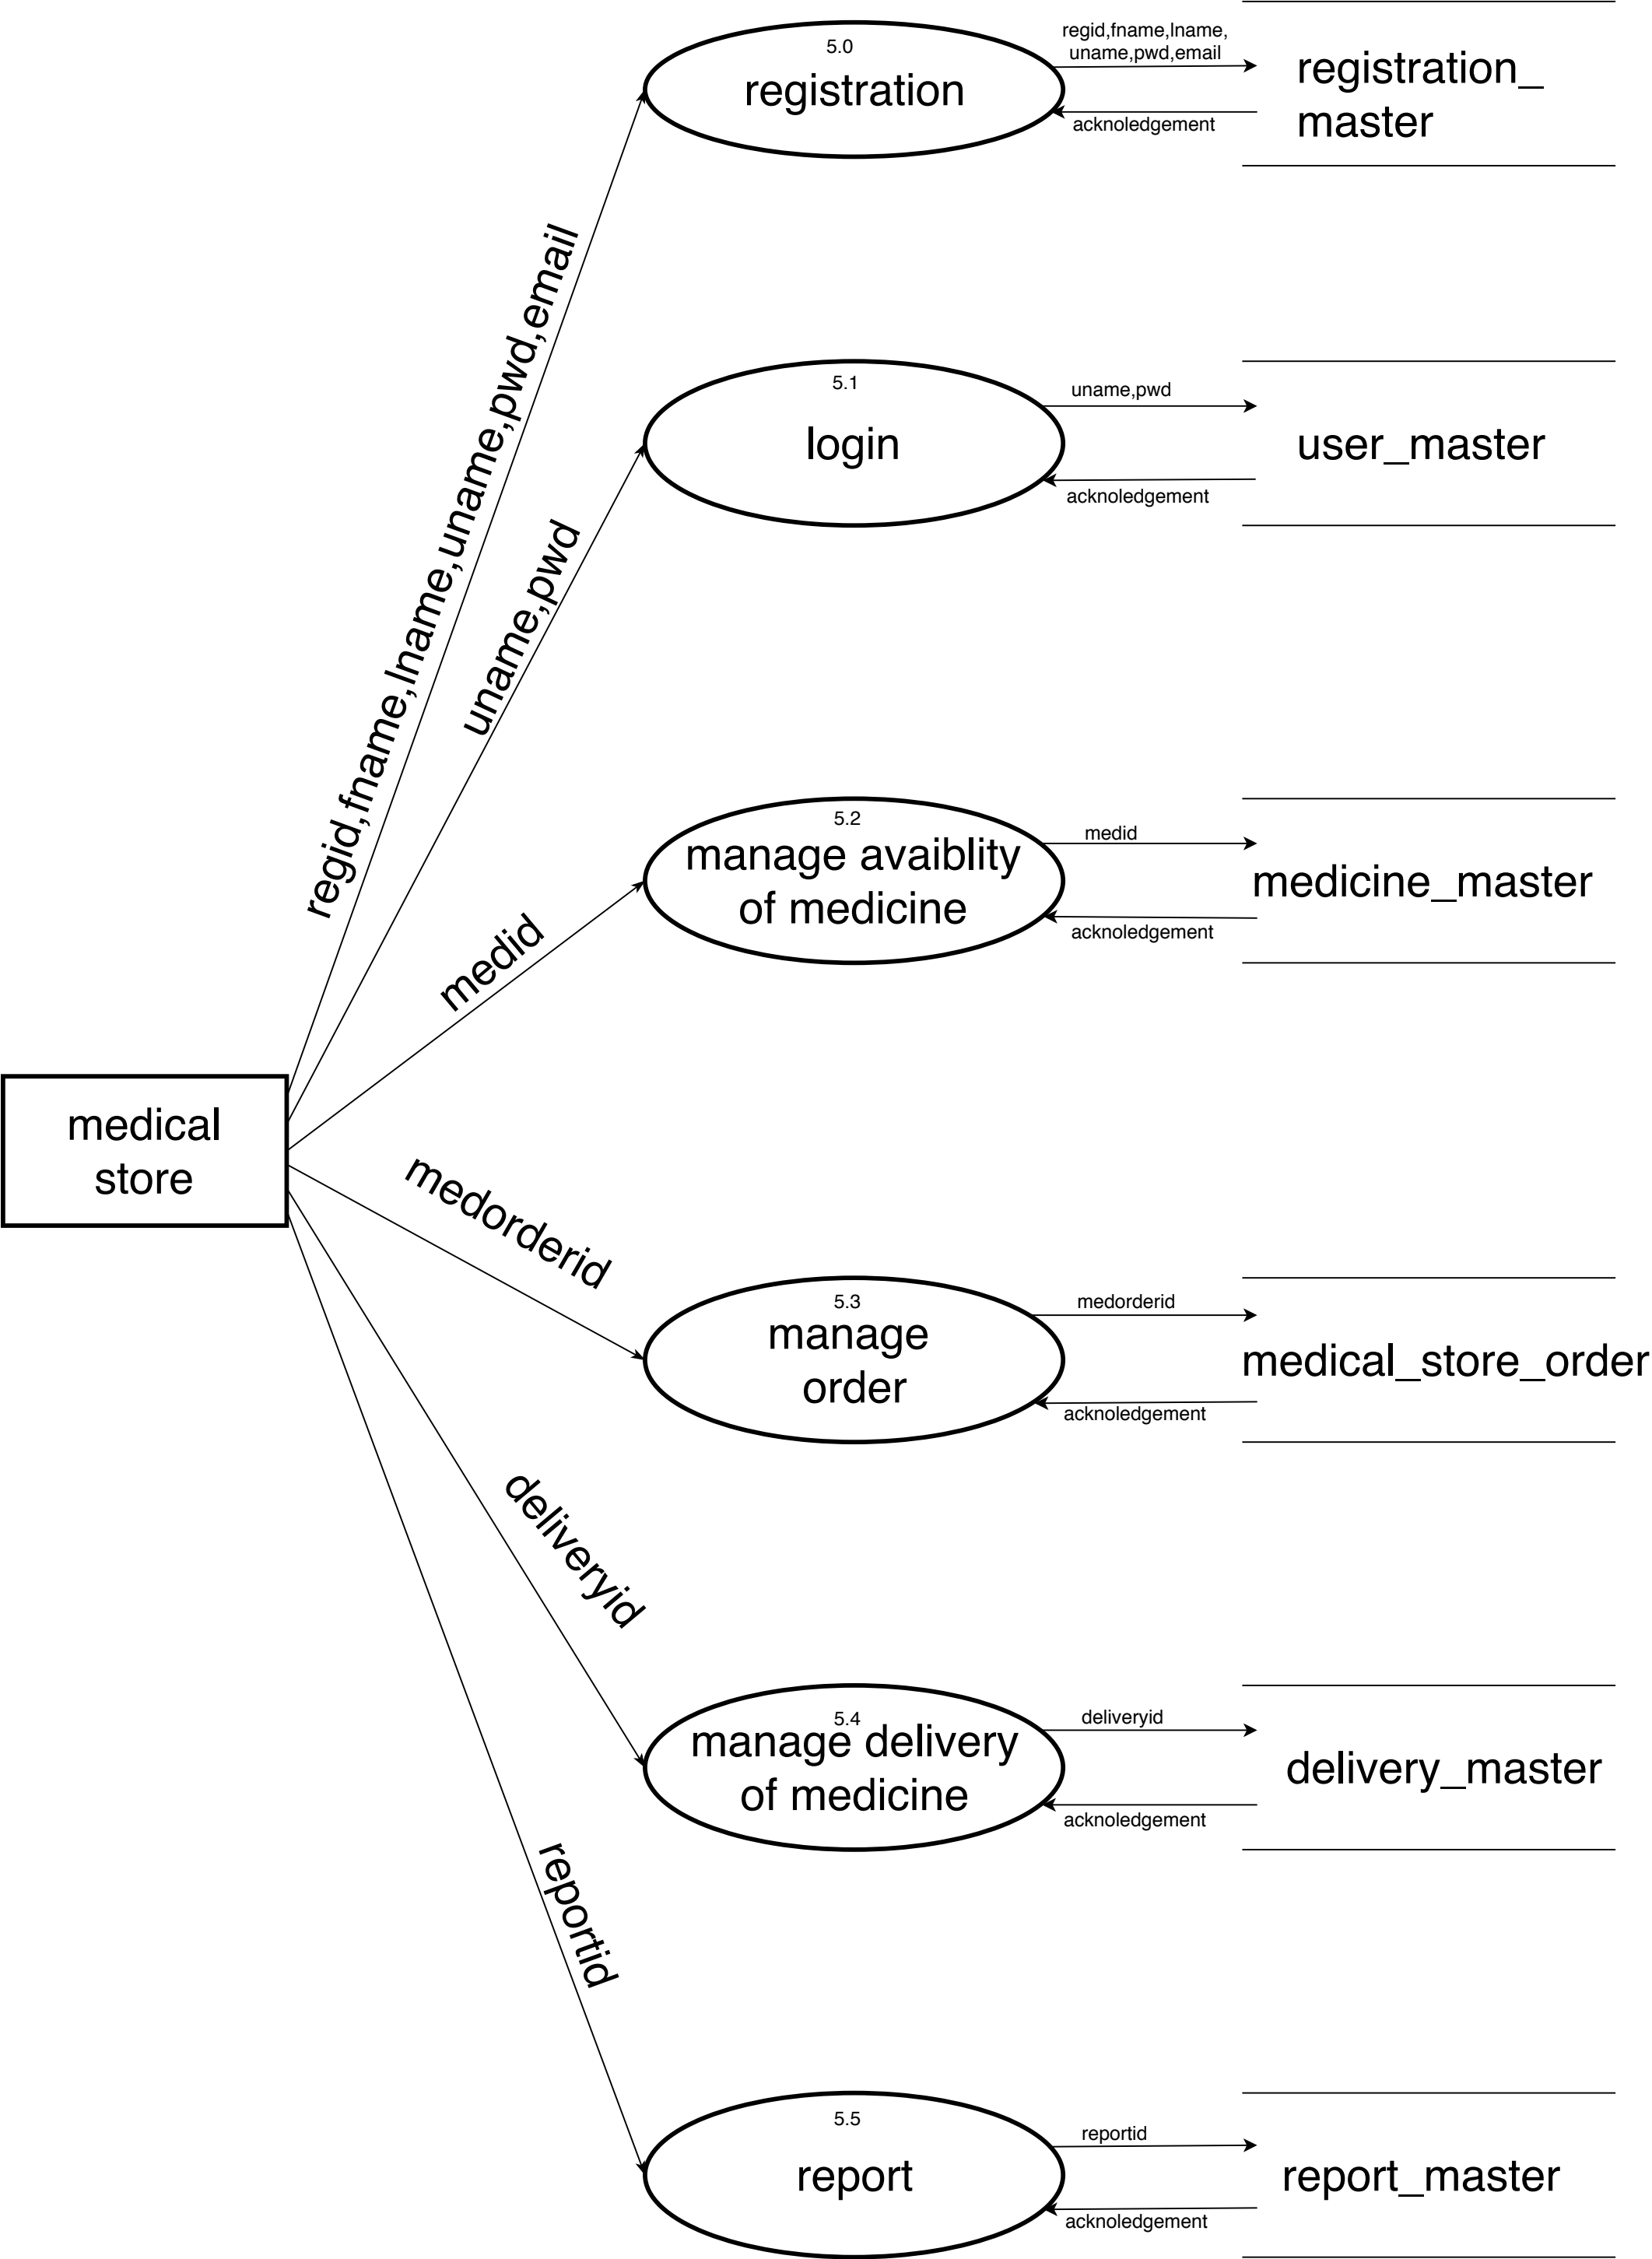 5.0
registration
regid,fname,lname,
uname,pwd,email
acknoledgement
registration_
master
regid,fname,lname,uname,pwd,email
5.1
login
uname,pwd
acknoledgement
user_master
uname,pwd
5.2
manage avaiblity
of medicine
medid
acknoledgement
medicine_master
medid
medical
store
medorderid
5.3
manage
order
medorderid
acknoledgement
medical_store_order
deliveryid
5.4
manage delivery
of medicine
deliveryid
acknoledgement
delivery_master
reportid
5.5
report
reportid
acknoledgement
report_master